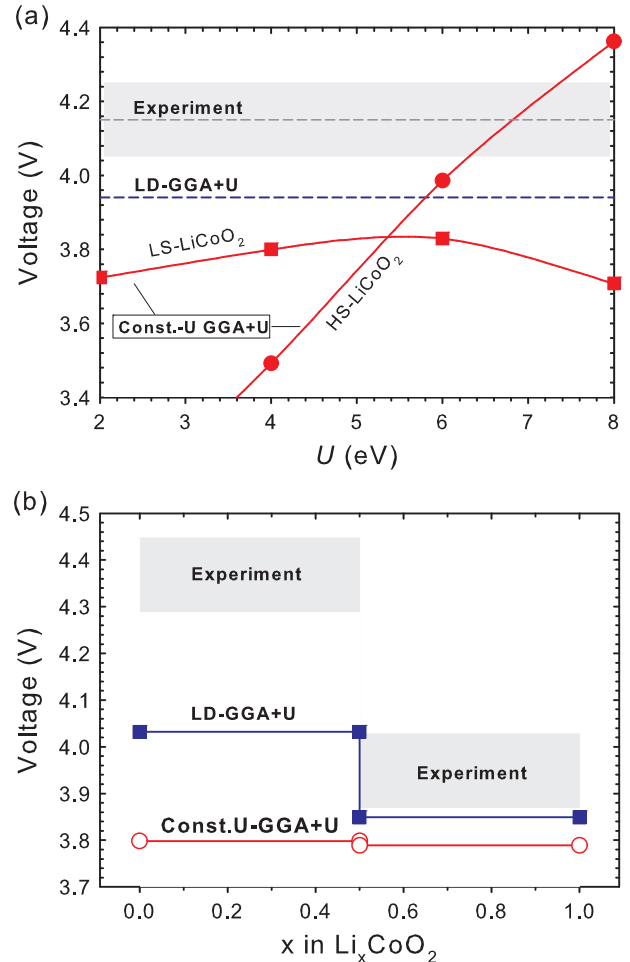 (a)
4.4
4.2
4.0
3.8
3.6
3.4
Voltage (V)
Experiment
LD-GGA+U
LS-LiCoO2
Const.-U GGA+U
HS-LiCoO2
2
3
4
5
6
7
8
U (eV)
(b)
4.5
4.4
4.3
4.2
4.1
4.0
3.9
3.8
3.7
Voltage (V)
Experiment
LD-GGA+U
Experiment
Const.U-GGA+U
0.0
0.2
0.4
0.6
0.8
1.0
x in LixCoO2